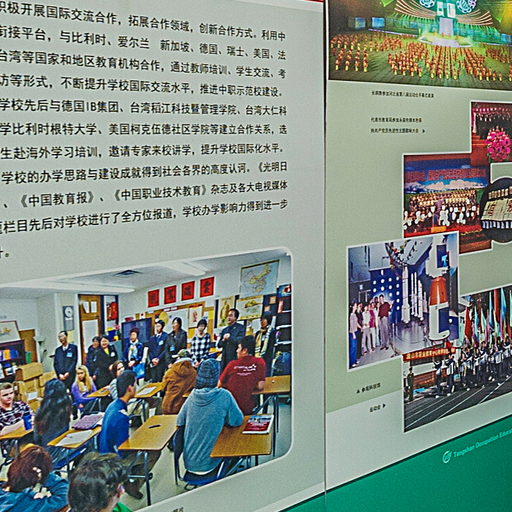 积极开展国际交流合作，拓展合作领域，创新合作方式。利用中
衔接平台，与比利时、爱尔兰 新加坡、德国、瑞士、美国、法
台湾等国家和地区教育机构合作，通过教师培训、学生交流、考
访等形式，不断提升学校国际交流水平，推进中职示范校建设。
学校先后与德国IB集团、台湾稻江科技暨管理学院、台湾大仁科
学比利时根特大学、美国柯克伍德社区学院等建立合作关系，选
生赴海外学习培训，邀请专家来校讲学，提升学校国际化水平。
学校的办学思路与建设成就得到社会各界的高度认同。《光明日
、《中国教育报》、《中国职业技术教育》杂志及各大电视媒体
栏目先后对学校进行了全方位报道，学校办学影响力得到进一步
升。
运动会
Tangshan Occupation Educa